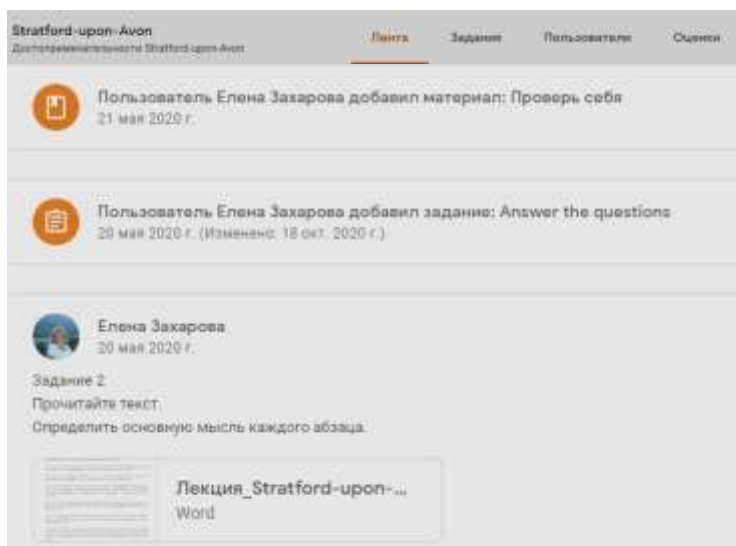 Stratford-upon-Avon
Достопримечательности Stratford-upon-Avon
Лента
Задания
Пользователи
Оценки
Пользователь Елена Захарова добавил материал: Проверь себя
21 мая 2020 г.
Пользователь Елена Захарова добавил задание: Answer the questions
20 мая 2020 г. (Изменено: 18 окт. 2020 г.)
Елена Захарова
20 мая 2020 г.
Задание 2
Прочитайте текст.
Определить основную мысль каждого абзаца.
Лекция_Stratford-upon-...
Word